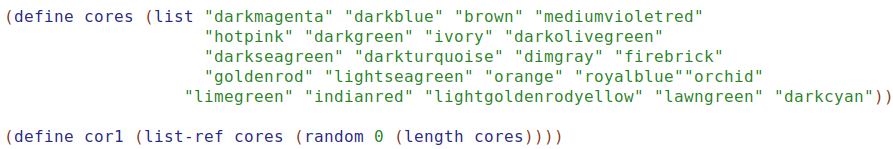 (define cores (list "darkmagenta" "darkblue" "brown" "mediumvioletred"
"hotpink" "darkgreen" "ivory" "darkolivegreen"
"darkseagreen" "darkturquoise" "dimgray" "firebrick"
"goldenrod" "lightseagreen" "orange" "royalblue""orchid"
"limegreen" "indianred" "lightgoldenrodyellow" "lawngreen" "darkcyan"))
(define cor1 (list-ref cores (random 0 (length cores))))